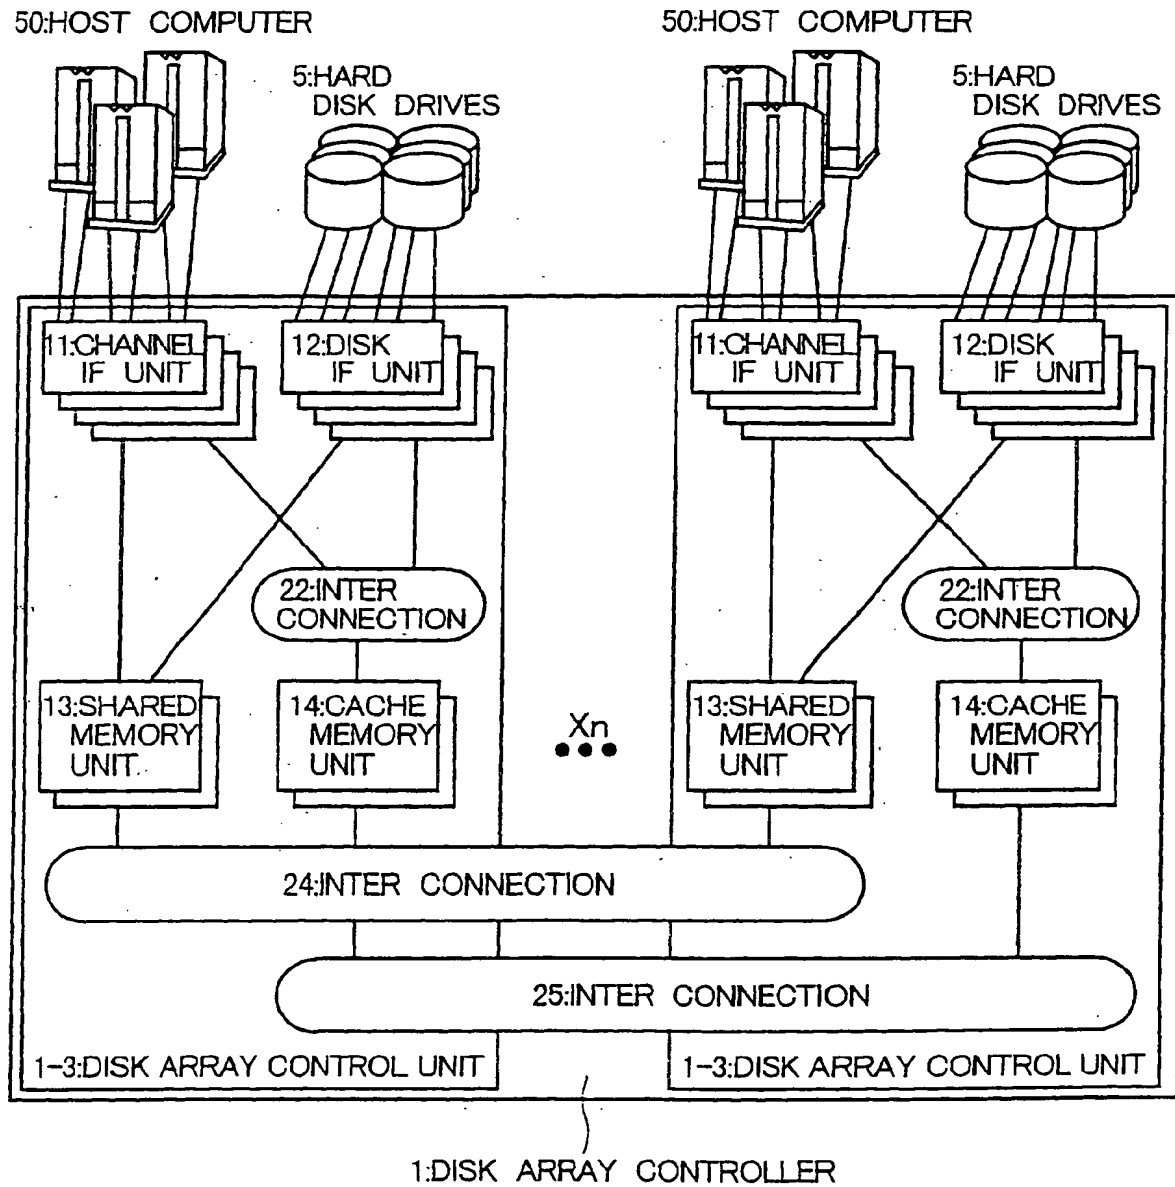 50:HOST COMPUTER
50:HOST COMPUTER
5:HARD
DISK DRIVES
5:HARD
DISK DRIVES
11:CHANNEL
IF UNIT
12:DISK
IF UNIT
11:CHANNEL
IF UNIT
12:DISK
IF UNIT
22:INTER
CONNECTION
22:INTER
CONNECTION
13:SHARED
MEMORY
UNIT
14:CACHE
MEMORY
UNIT
Xn
13:SHARED
MEMORY
UNIT
14:CACHE
MEMORY
UNIT
24:INTER CONNECTION
25:INTER CONNECTION
1-3:DISK ARRAY CONTROL UNIT
1-3:DISK ARRAY CONTROL UNIT
1:DISK ARRAY CONTROLLER